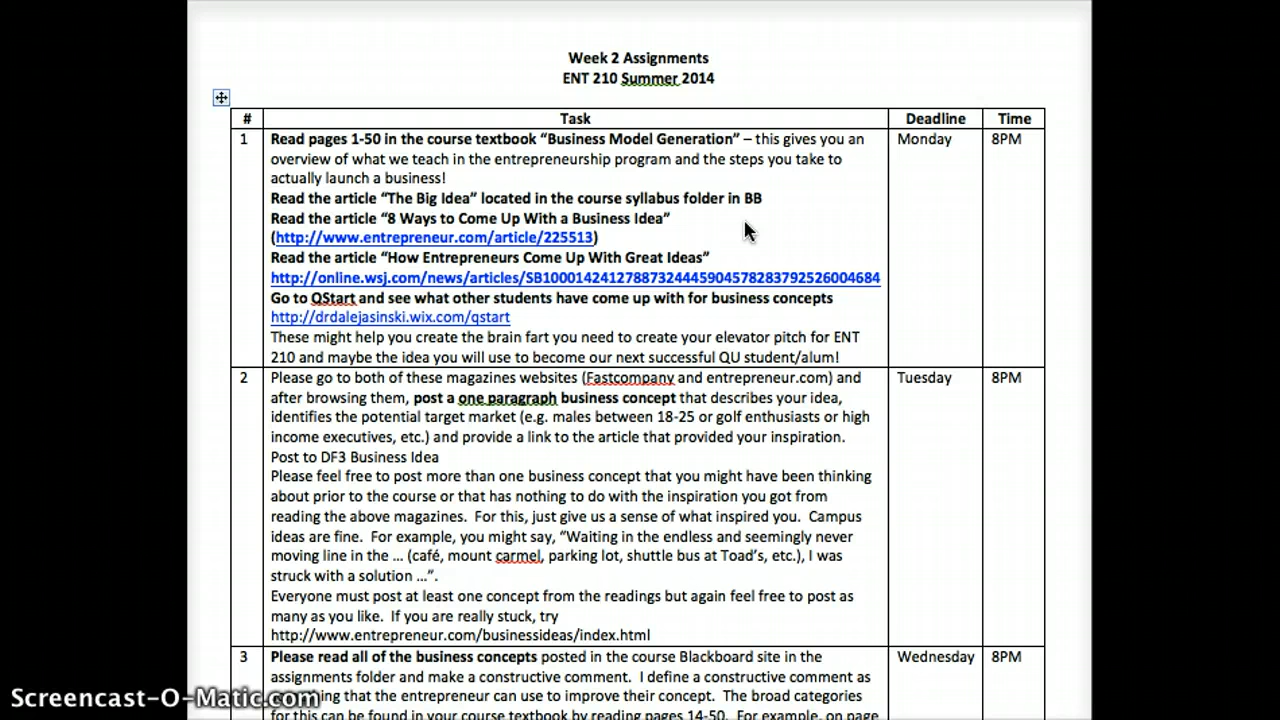 Week 2 Assignments
ENT 210 Summer 2014
# Task Deadline Time
1 Read pages 1-50 in the course textbook “Business Model Generation” – this gives you an Monday 8PM
overview of what we teach in the entrepreneurship program and the steps you take to
actually launch a business!
Read the article “The Big Idea” located in the course syllabus folder in BB
Read the article “8 Ways to Come Up With a Business Idea”
(http://www.entrepreneur.com/article/225513)
Read the article “How Entrepreneurs Come Up With Great Ideas”
http://online.wsj.com/news/articles/SB10001424127887324445904578283792526004684
Go to QStart and see what other students have come up with for business concepts
http://drdalejasinski.wix.com/qstart
These might help you create the brain fart you need to create your elevator pitch for ENT
210 and maybe the idea you will use to become our next successful QU student/alum!
2 Please go to both of these magazines websites (Fastcompany and entrepreneur.com) and Tuesday 8PM
after browsing them, post a one paragraph business concept that describes your idea,
identifies the potential target market (e.g. males between 18-25 or golf enthusiasts or high
income executives, etc.) and provide a link to the article that provided your inspiration.
Post to DF3 Business Idea
Please feel free to post more than one business concept that you might have been thinking
about prior to the course or that has nothing to do with the inspiration you got from
reading the above magazines.  For this, just give us a sense of what inspired you.  Campus
ideas are fine.  For example, you might say, “Waiting in the endless and seemingly never
moving line in the … (café, mount carmel, parking lot, shuttle bus at Toad’s, etc.), I was
struck with a solution …”.
Everyone must post at least one concept from the readings but again feel free to post as
many as you like.  If you are really stuck, try
http://www.entrepreneur.com/businessideas/index.html
3 Please read all of the business concepts posted in the course Blackboard site in the Wednesday 8PM
assignments folder and make a constructive comment.  I define a constructive comment as
that the entrepreneur can use to improve their concept.  The broad categories
for this can be found in your course textbook by reading pages 14-50.  For example, on page
Screencast-O-Matic.com